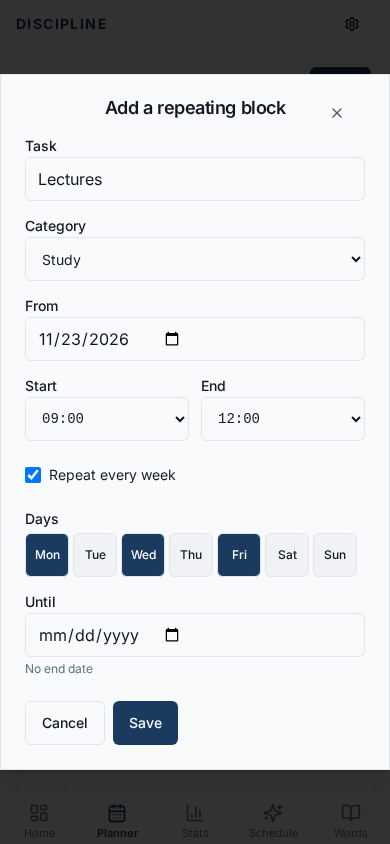 DISCIPLINE
Add a repeating block
Task
Lectures
Category
Study
From
11/23/2026
Start End
09:00 12:00
Repeat every week
Days
Mon Tue Wed Thu Fri Sat Sun
Until
mm/dd/yyyy
No end date
Cancel Save
Home Planner Stats Schedule Words